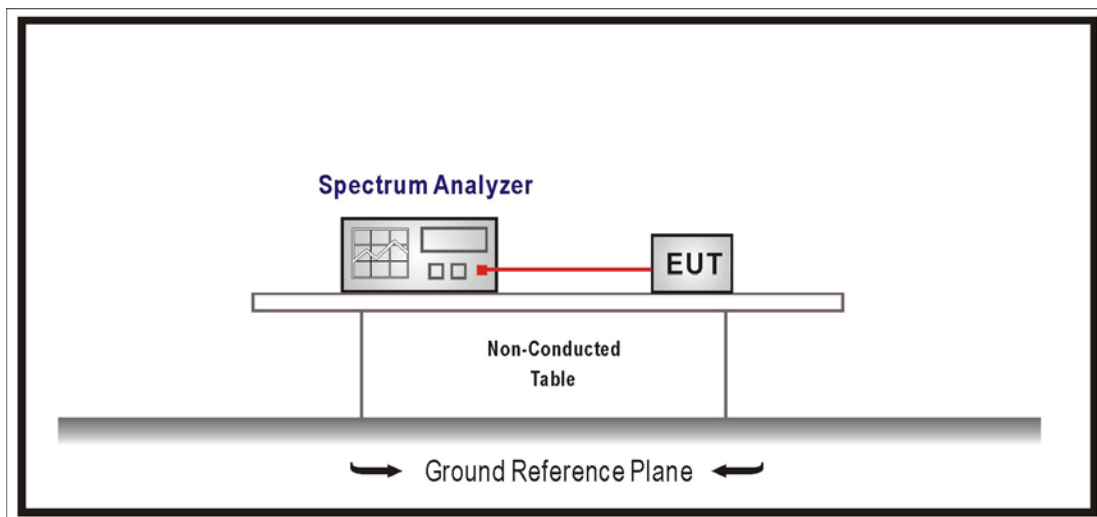 Spectrum Analyzer
EUT
Non-Conducted
Table
Ground Reference Plane